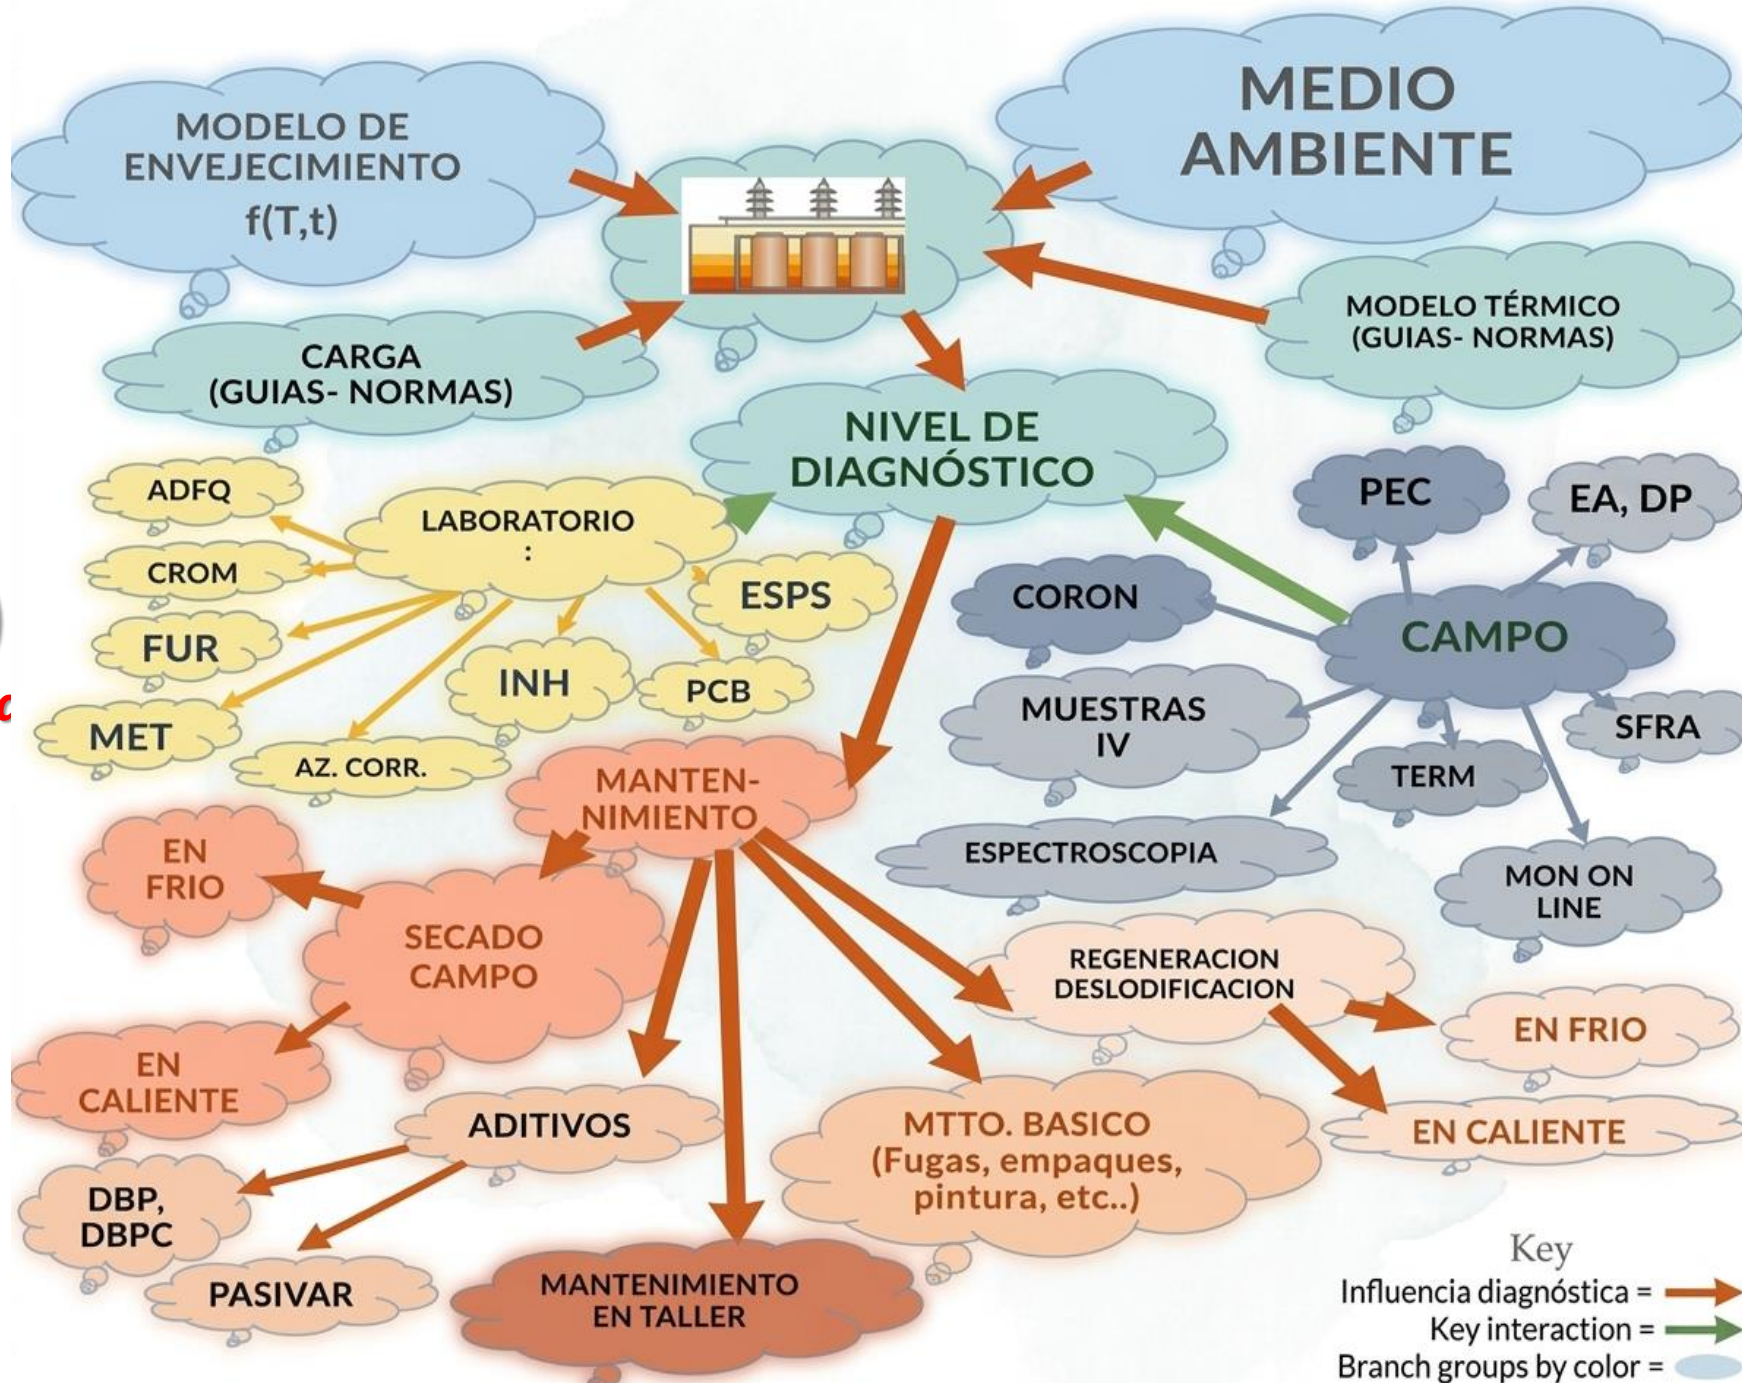 MODELO DE
ENVEJECIMIENTO
f(T,t)
MEDIO
AMBIENTE
CARGA
(GUIAS- NORMAS)
MODELO TÉRMICO
(GUIAS- NORMAS)
NIVEL DE
DIAGNÓSTICO
LABORATORIO
:
ADFQ
CROM
FUR
MET
AZ. CORR.
INH
PCB
ESPS
CAMPO
PEC
EA, DP
CORON
MUESTRAS
IV
ESPECTROSCOPIA
TERM
SFRA
MON ON
LINE
MANTEN-
NIMIENTO
SECADO
CAMPO
EN
FRIO
EN
CALIENTE
ADITIVOS
DBP,
DBPC
PASIVAR
MANTENIMIENTO
EN TALLER
MTTO. BASICO
(Fugas, empaques,
pintura, etc..)
REGENERACION
DESLODIFICACION
EN FRIO
EN CALIENTE
Key
Influencia diagnóstica =
Key interaction =
Branch groups by color =